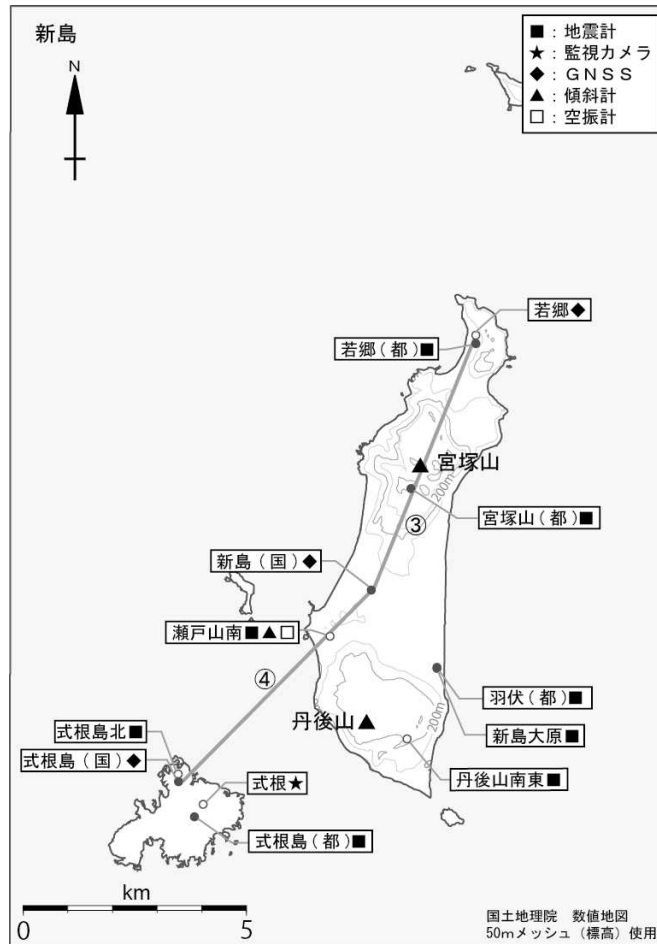 新島
■：地震計
★：監視カメラ
◆：ＧＮＳＳ
▲：傾斜計
□：空振計
N
若郷◆
若郷（都）■
宮塚山
200m
宮塚山（都）■
③
新島（国）◆
瀬戸山南■▲□
④
羽伏（都）■
丹後山
200m
新島大原■
式根島北■
式根島（国）◆
丹後山南東■
式根★
式根島（都）■
km
0
5
国土地理院　数値地図
50mメッシュ（標高）使用